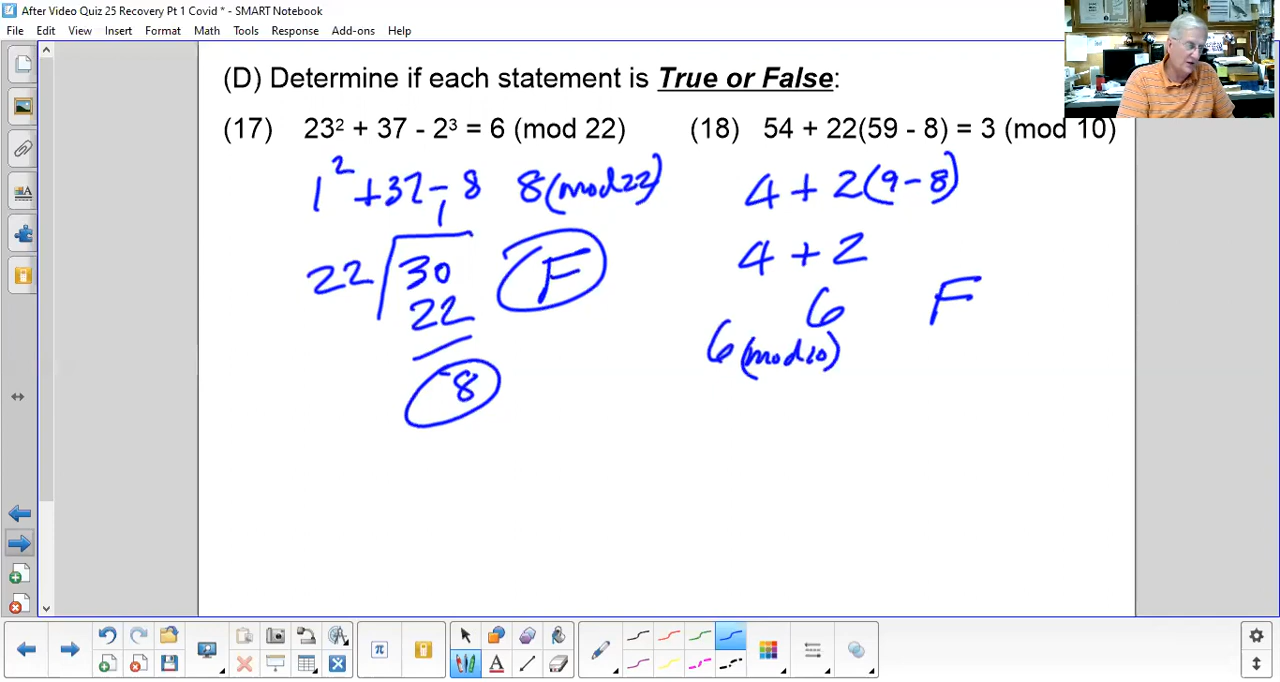 After Video Quiz 25 Recovery Pt 1 Covid * - SMART Notebook
File Edit View Insert Format Math Tools Response Add-ons Help
(D) Determine if each statement is True or False:
(17) 23² + 37 - 2³ = 6 (mod 22)
(18) 54 + 22(59 - 8) = 3 (mod 10)
1² + 37 - 8 8 (mod 22)
1
22 30 F
22
8
4 + 2(9 - 8)
4 + 2
6 F
6 (mod 10)